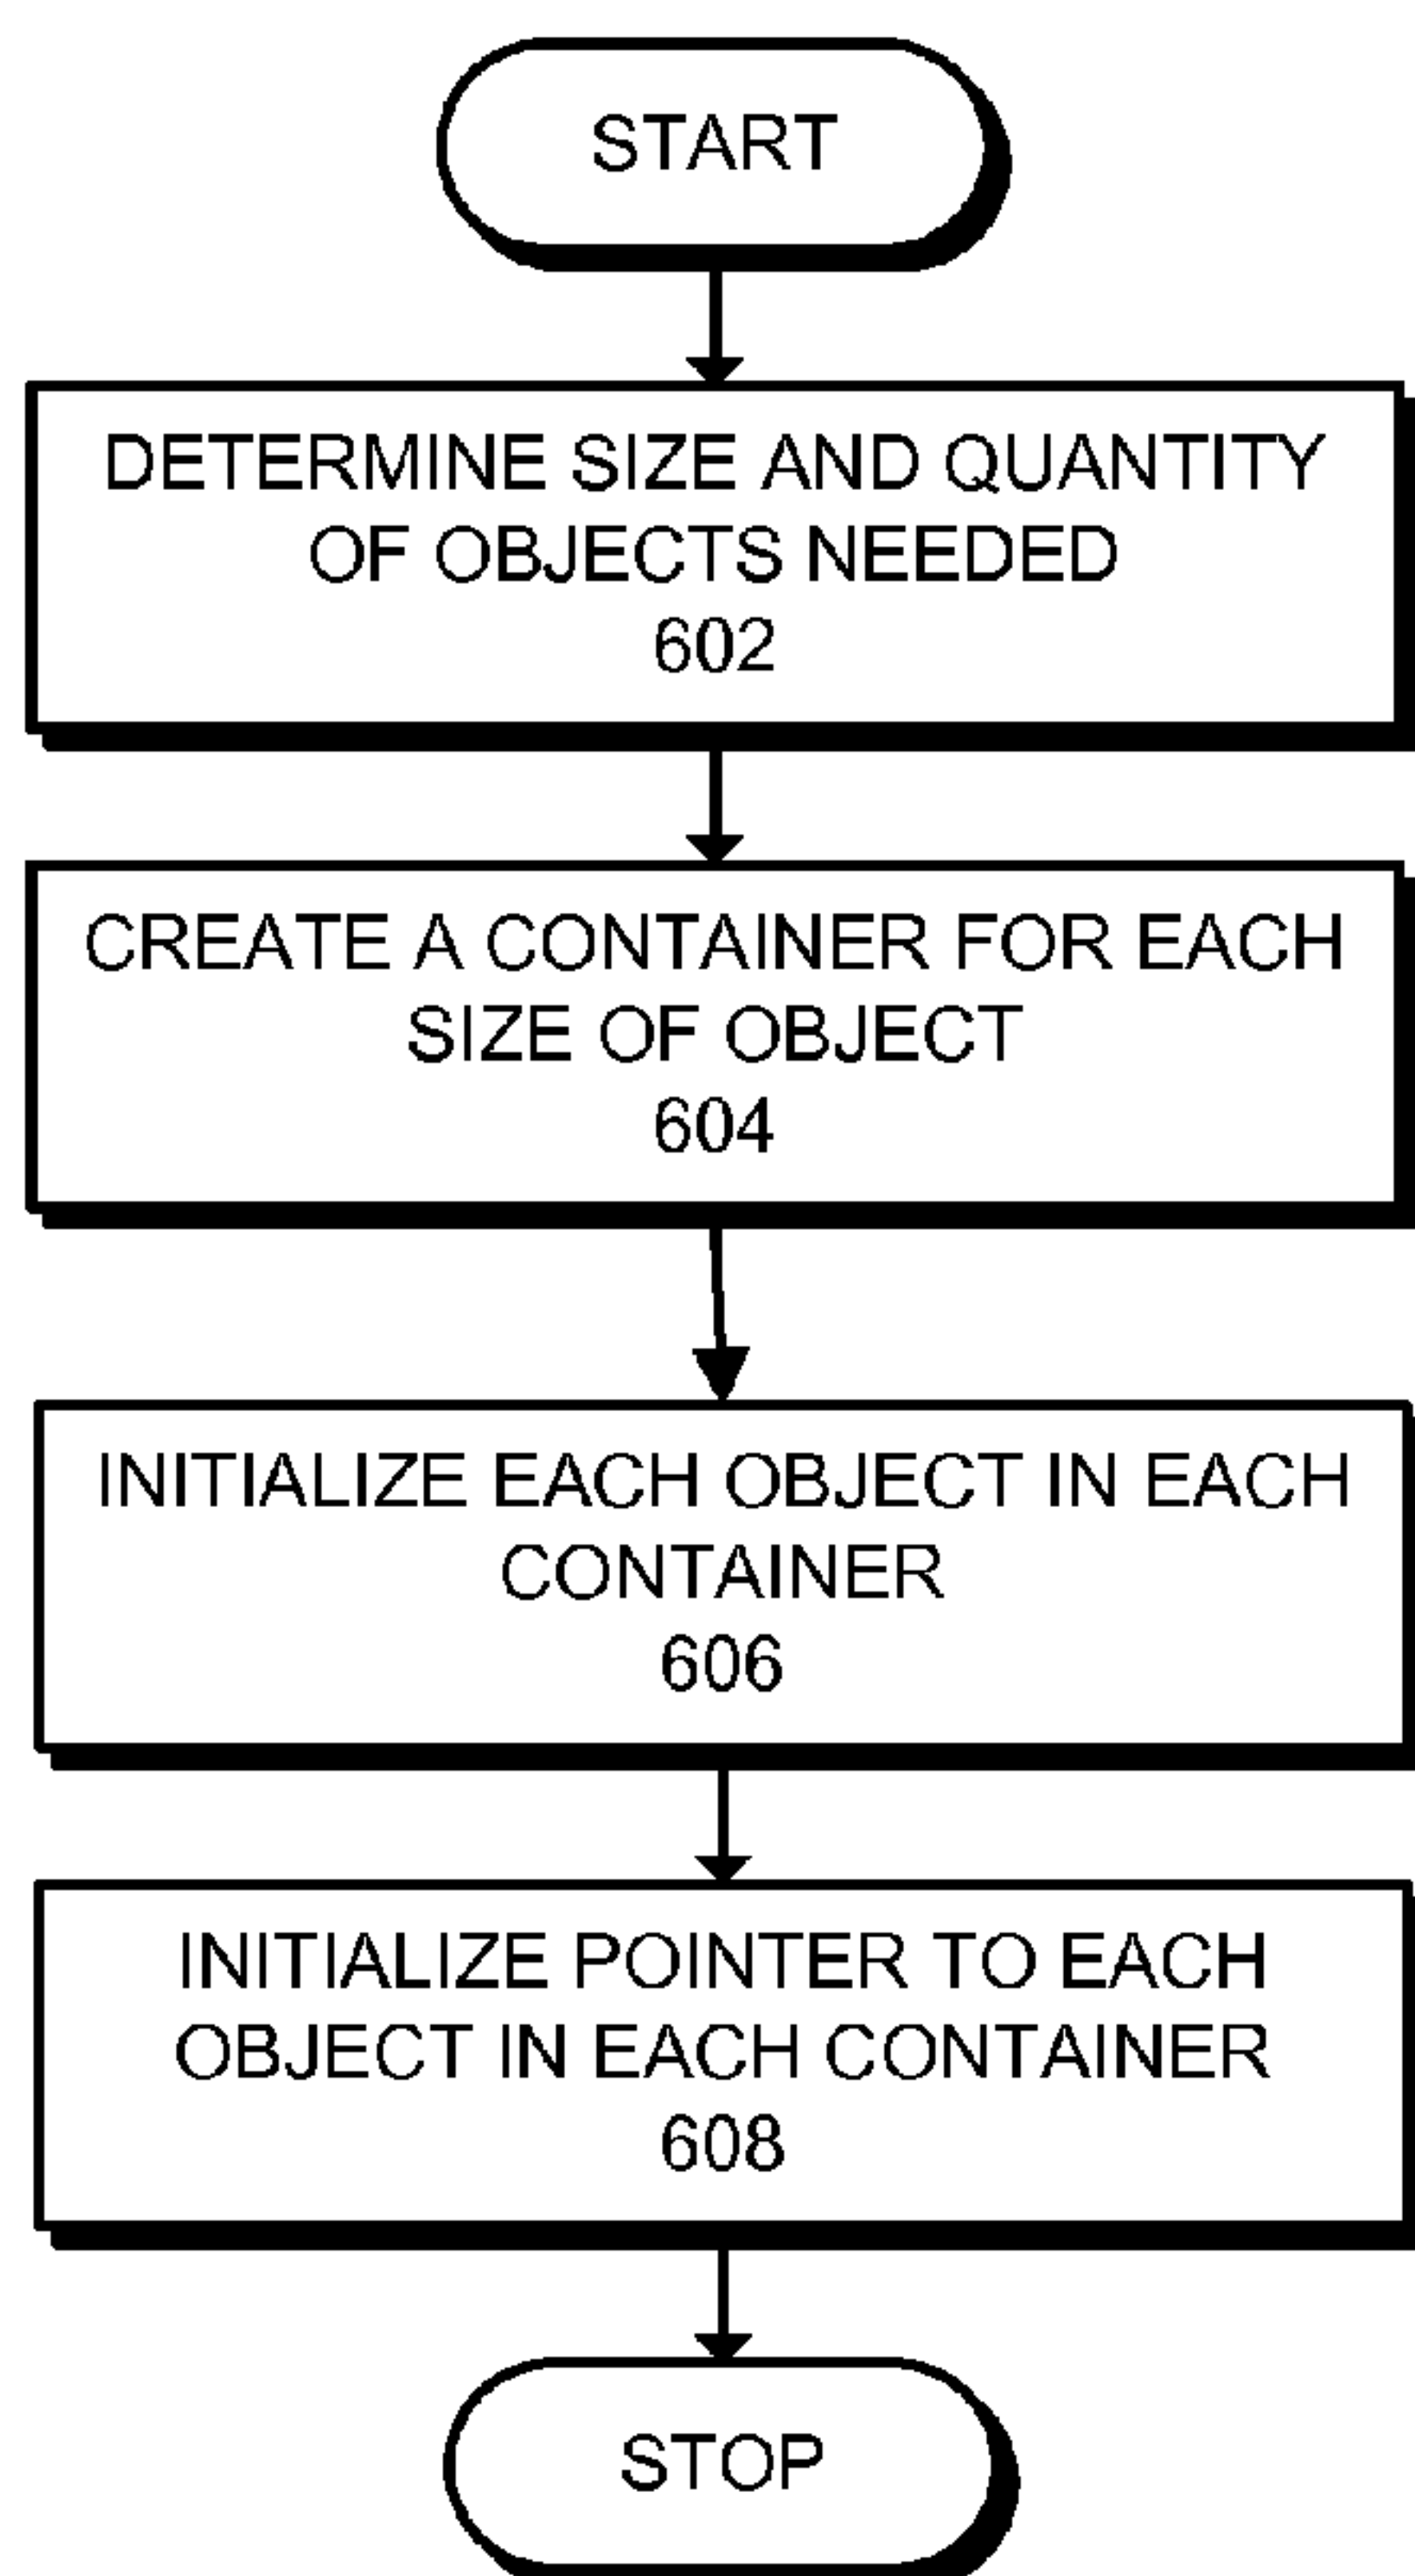 START
DETERMINE SIZE AND QUANTITY
OF OBJECTS NEEDED
602
CREATE A CONTAINER FOR EACH
SIZE OF OBJECT
604
INITIALIZE EACH OBJECT IN EACH
CONTAINER
606
INITIALIZE POINTER TO EACH
OBJECT IN EACH CONTAINER
608
STOP